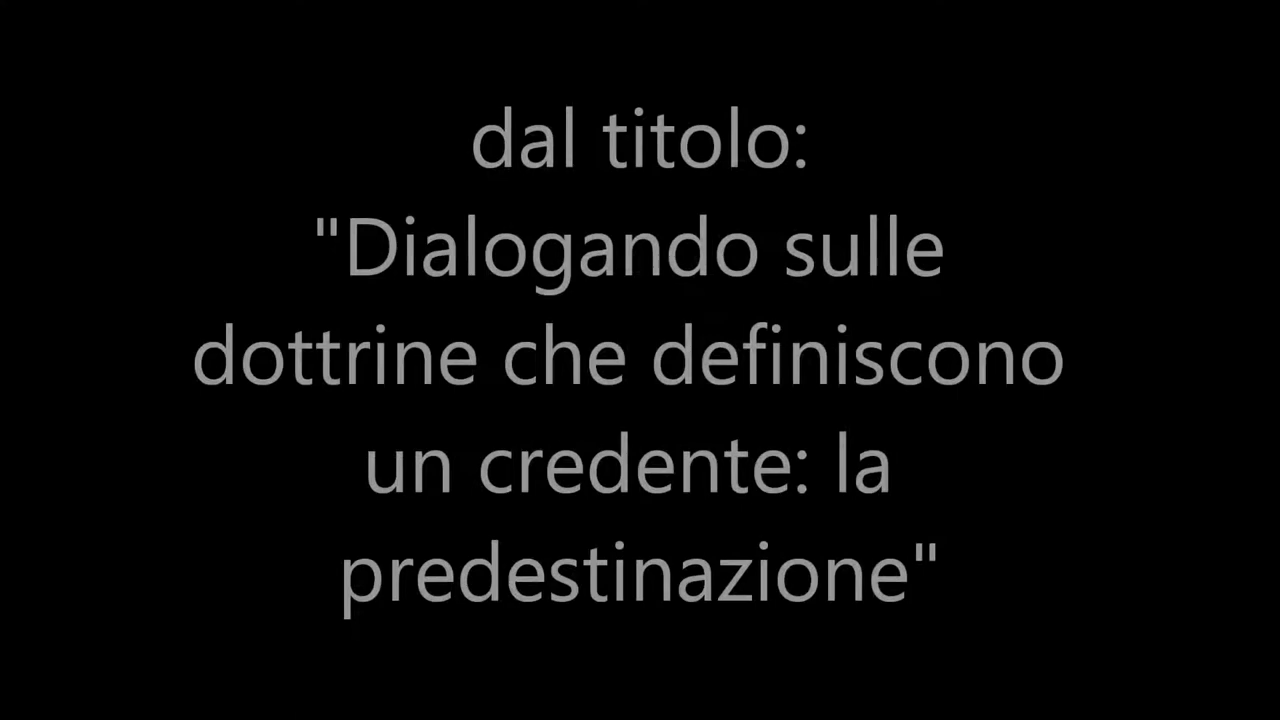 dal titolo:
"Dialogando sulle
dottrine che definiscono
un credente: la
predestinazione"